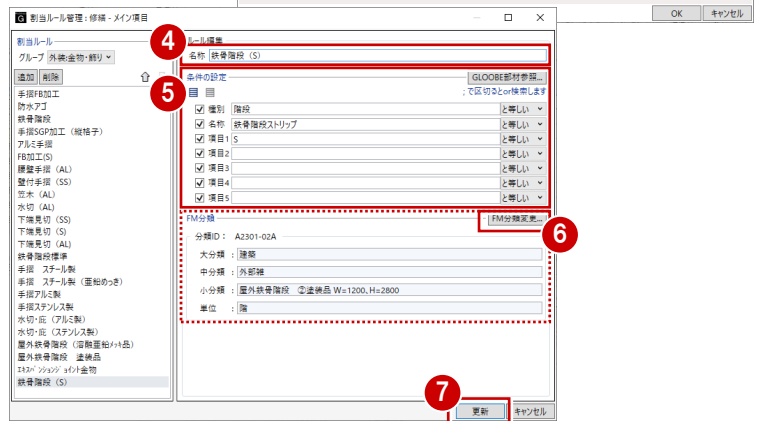 OK キャンセル
G 割当ルール管理 : 修繕 - メイン項目
割当ルール
グループ 外装:金物・飾り
追加 削除
手摺FB加工
防水アゴ
鉄骨階段
手摺SGP加工（縦格子）
アルミ手摺
FB加工(S)
腰壁手摺（AL）
壁付手摺（SS）
笠木（AL）
水切（AL）
下端見切（SS）
下端見切（S）
下端見切（AL）
鉄骨階段標準
手摺　スチール製
手摺　スチール製（亜鉛めっき）
手摺アルミ製
手摺ステンレス製
水切･庇（アルミ製）
水切･庇（ステンレス製）
屋外鉄骨階段（溶融亜鉛ﾒｯｷ品）
屋外鉄骨階段　塗装品
ｴｷｽﾊﾟﾝｼｮﾝｼﾞｮｲﾝﾄ金物
鉄骨階段（S）
4
ルール編集
名称 鉄骨階段（S）
5
条件の設定 GLOOBE部材参照...
; で区切るとor検索します
種別 階段 と等しい
名称 鉄骨階段ストリップ と等しい
項目1 S と等しい
項目2 と等しい
項目3 と等しい
項目4 と等しい
項目5 と等しい
FM分類 FM分類変更...
6
分類ID： A2301-02A
大分類 : 建築
中分類 : 外部雑
小分類 : 屋外鉄骨階段　②塗装品 W=1200、H=2800
単位 : 階
7
更新 キャンセル